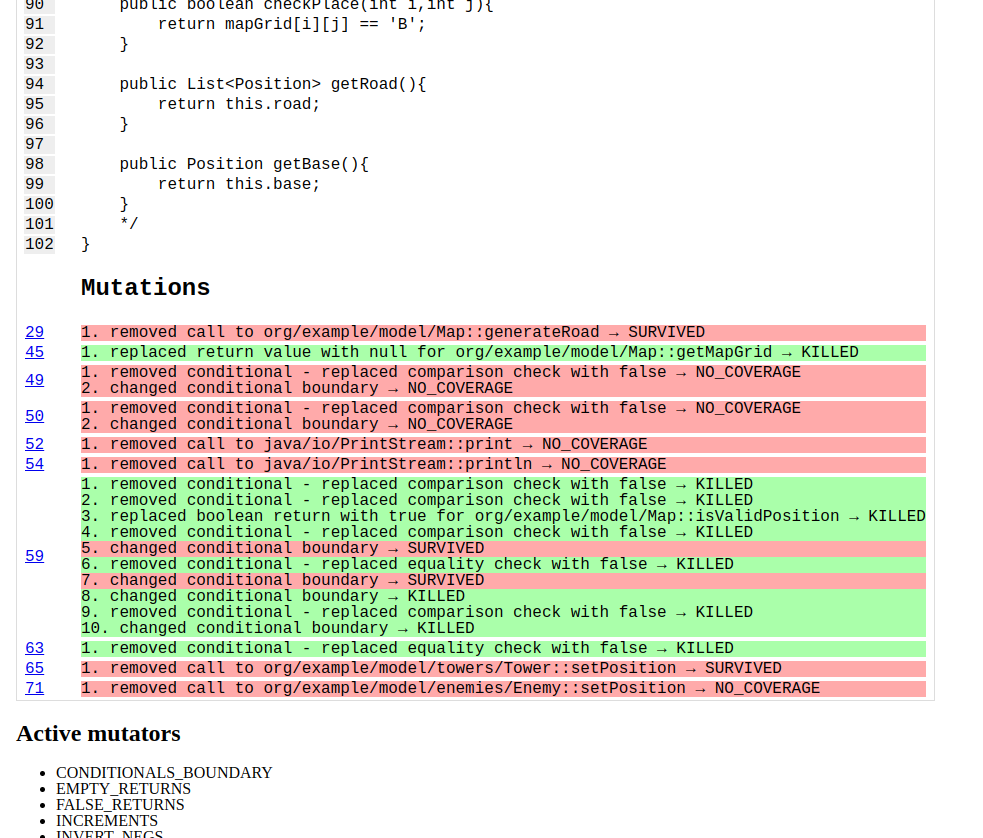 90 public boolean checkPlace(int i,int j){
91 return mapGrid[i][j] == 'B';
92 }
93
94 public List<Position> getRoad(){
95 return this.road;
96 }
97
98 public Position getBase(){
99 return this.base;
100 }
101 */
102 }
Mutations
29 1. removed call to org/example/model/Map::generateRoad → SURVIVED
45 1. replaced return value with null for org/example/model/Map::getMapGrid → KILLED
49 1. removed conditional - replaced comparison check with false → NO_COVERAGE
2. changed conditional boundary → NO_COVERAGE
50 1. removed conditional - replaced comparison check with false → NO_COVERAGE
2. changed conditional boundary → NO_COVERAGE
52 1. removed call to java/io/PrintStream::print → NO_COVERAGE
54 1. removed call to java/io/PrintStream::println → NO_COVERAGE
59 1. removed conditional - replaced comparison check with false → KILLED
2. removed conditional - replaced comparison check with false → KILLED
3. replaced boolean return with true for org/example/model/Map::isValidPosition → KILLED
4. removed conditional - replaced comparison check with false → KILLED
5. changed conditional boundary → SURVIVED
6. removed conditional - replaced equality check with false → KILLED
7. changed conditional boundary → SURVIVED
8. changed conditional boundary → KILLED
9. removed conditional - replaced comparison check with false → KILLED
10. changed conditional boundary → KILLED
63 1. removed conditional - replaced equality check with false → KILLED
65 1. removed call to org/example/model/towers/Tower::setPosition → SURVIVED
71 1. removed call to org/example/model/enemies/Enemy::setPosition → NO_COVERAGE
Active mutators
• CONDITIONALS_BOUNDARY
• EMPTY_RETURNS
• FALSE_RETURNS
• INCREMENTS
• INVERT_NEGS